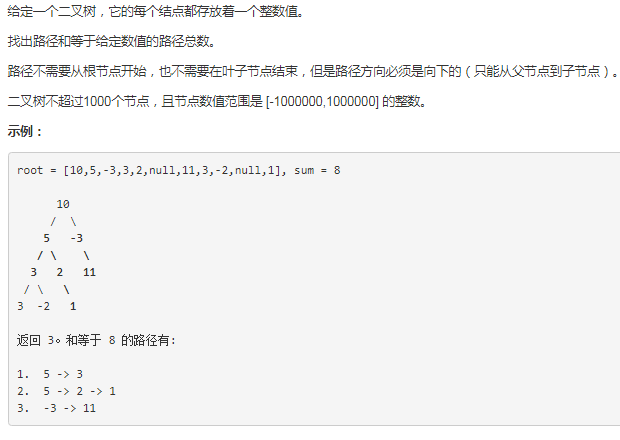 给定一个二叉树，它的每个结点都存放着一个整数值。
找出路径和等于给定数值的路径总数。
路径不需要从根节点开始，也不需要在叶子节点结束，但是路径方向必须是向下的（只能从父节点到子节点）。
二叉树不超过1000个节点，且节点数值范围是 [-1000000,1000000] 的整数。
示例：
root = [10,5,-3,3,2,null,11,3,-2,null,1], sum = 8
      10
     /  \
    5   -3
   / \    \
  3   2   11
 / \   \
3  -2   1
返回 3。和等于 8 的路径有:
1.  5 -> 3
2.  5 -> 2 -> 1
3.  -3 -> 11